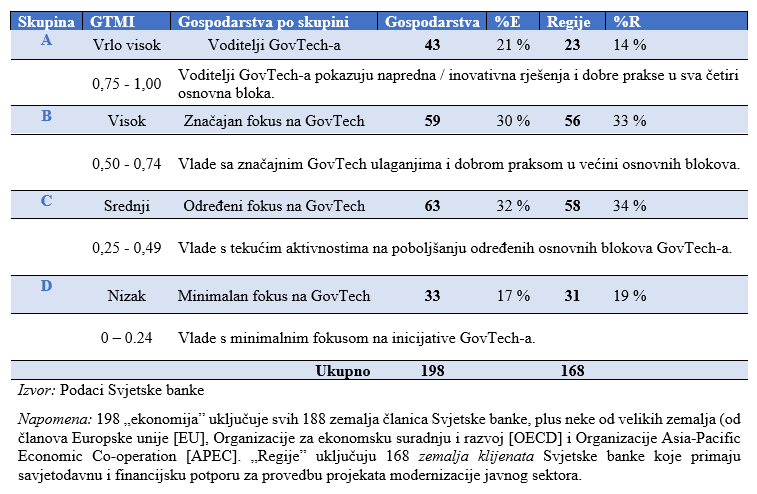 Skupina GTMI Gospodarstva po skupini Gospodarstva %E Regije %R
A Vrlo visok Voditelji GovTech-a 43 21 % 23 14 %
0,75 - 1,00 Voditelji GovTech-a pokazuju napredna / inovativna rješenja i dobre prakse u sva četiri
osnovna bloka.
B Visok Značajan fokus na GovTech 59 30 % 56 33 %
0,50 - 0,74 Vlade sa značajnim GovTech ulaganjima i dobrom praksom u većini osnovnih blokova.
C Srednji Određeni fokus na GovTech 63 32 % 58 34 %
0,25 - 0,49 Vlade s tekućim aktivnostima na poboljšanju određenih osnovnih blokova GovTech-a.
D Nizak Minimalan fokus na GovTech 33 17 % 31 19 %
0 – 0.24 Vlade s minimalnim fokusom na inicijative GovTech-a.
Ukupno 198 168
Izvor: Podaci Svjetske banke
Napomena: 198 „ekonomija” uključuje svih 188 zemalja članica Svjetske banke, plus neke od velikih zemalja (od
članova Europske unije [EU], Organizacije za ekonomsku suradnju i razvoj [OECD] i Organizacije Asia-Pacific
Economic Co-operation [APEC]. „Regije” uključuju 168 zemalja klijenata Svjetske banke koje primaju
savjetodavnu i financijsku potporu za provedbu projekata modernizacije javnog sektora.